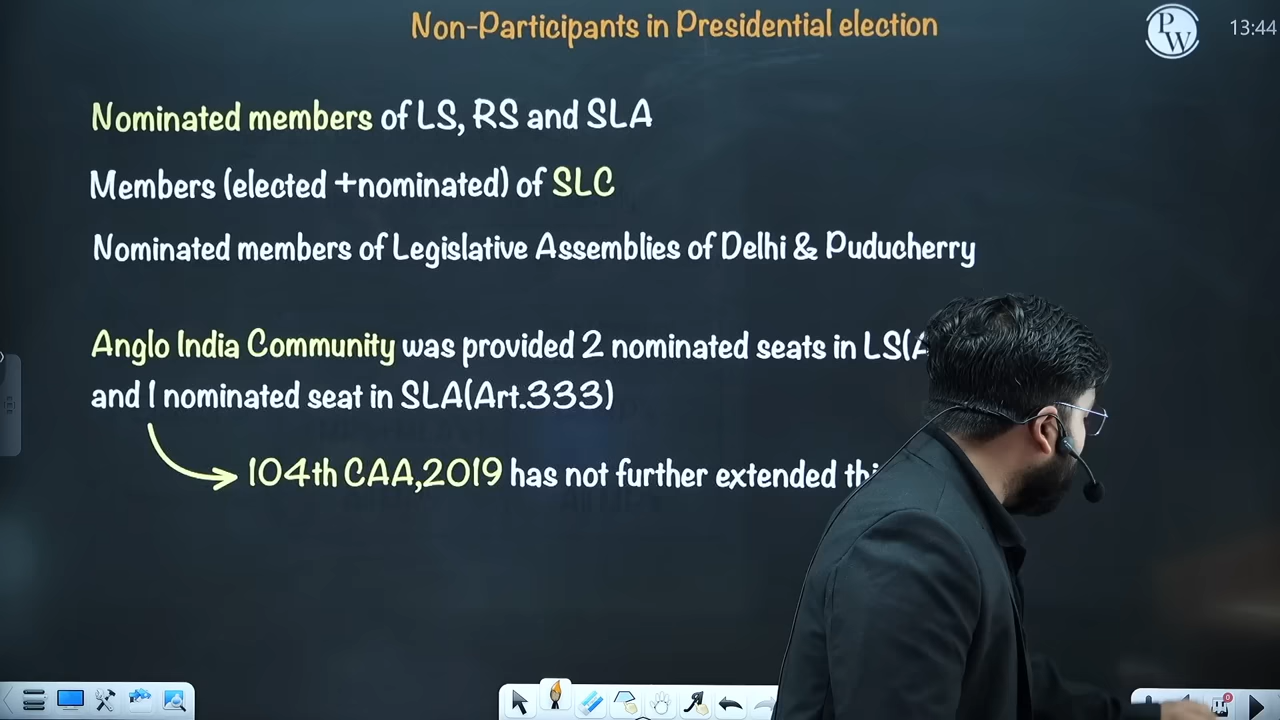 Non-Participants in Presidential election
PW
13:44
Nominated members of LS, RS and SLA
Members (elected +nominated) of SLC
Nominated members of Legislative Assemblies of Delhi & Puducherry
Anglo India Community was provided 2 nominated seats in LS(
and 1 nominated seat in SLA(Art.333)
104th CAA,2019 has not further extended